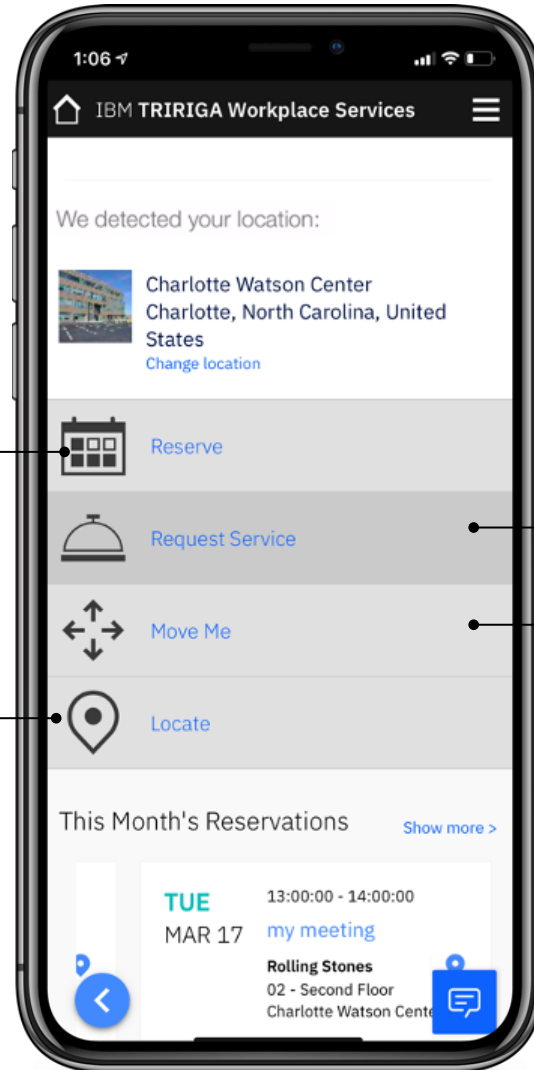 1:06
IBM TRIRIGA Workplace Services
We detected your location:
Charlotte Watson Center
Charlotte, North Carolina, United
States
Change location
Reserve
Request Service
Move Me
Locate
This Month's Reservations
Show more >
TUE
MAR 17
13:00:00 - 14:00:00
my meeting
Rolling Stones
02 - Second Floor
Charlotte Watson Cente